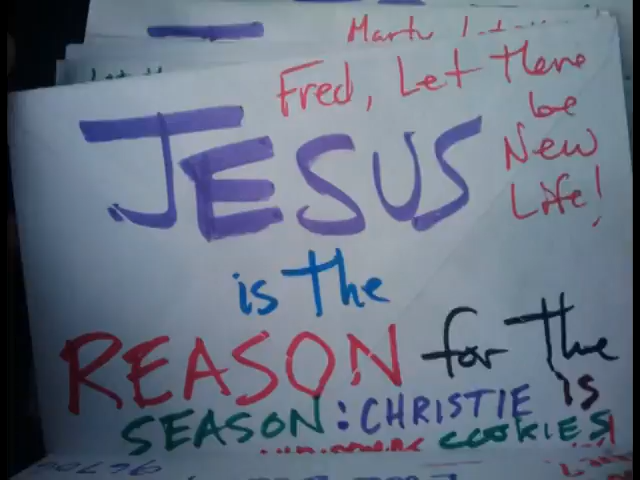 Fred, Let There
be
New
Life!
JESUS
is the
REASON for the
SEASON: CHRISTIE IS
COOKIES